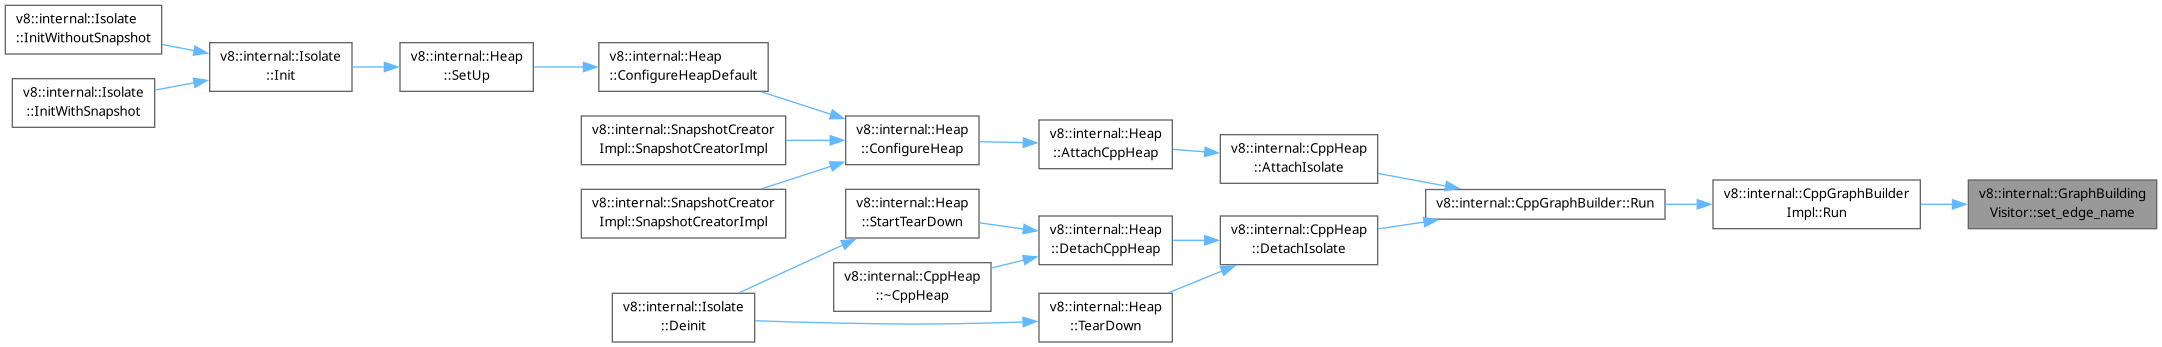 v8::internal::Isolate
::InitWithoutSnapshot
v8::internal::Isolate
::InitWithSnapshot
v8::internal::Isolate
::Init
v8::internal::Heap
::SetUp
v8::internal::Heap
::ConfigureHeapDefault
v8::internal::SnapshotCreator
Impl::SnapshotCreatorImpl
v8::internal::SnapshotCreator
Impl::SnapshotCreatorImpl
v8::internal::Isolate
::Deinit
v8::internal::Heap
::ConfigureHeap
v8::internal::Heap
::StartTearDown
v8::internal::CppHeap
::~CppHeap
v8::internal::Heap
::AttachCppHeap
v8::internal::Heap
::DetachCppHeap
v8::internal::Heap
::TearDown
v8::internal::CppHeap
::AttachIsolate
v8::internal::CppHeap
::DetachIsolate
v8::internal::CppGraphBuilder::Run
v8::internal::CppGraphBuilder
Impl::Run
v8::internal::GraphBuilding
Visitor::set_edge_name